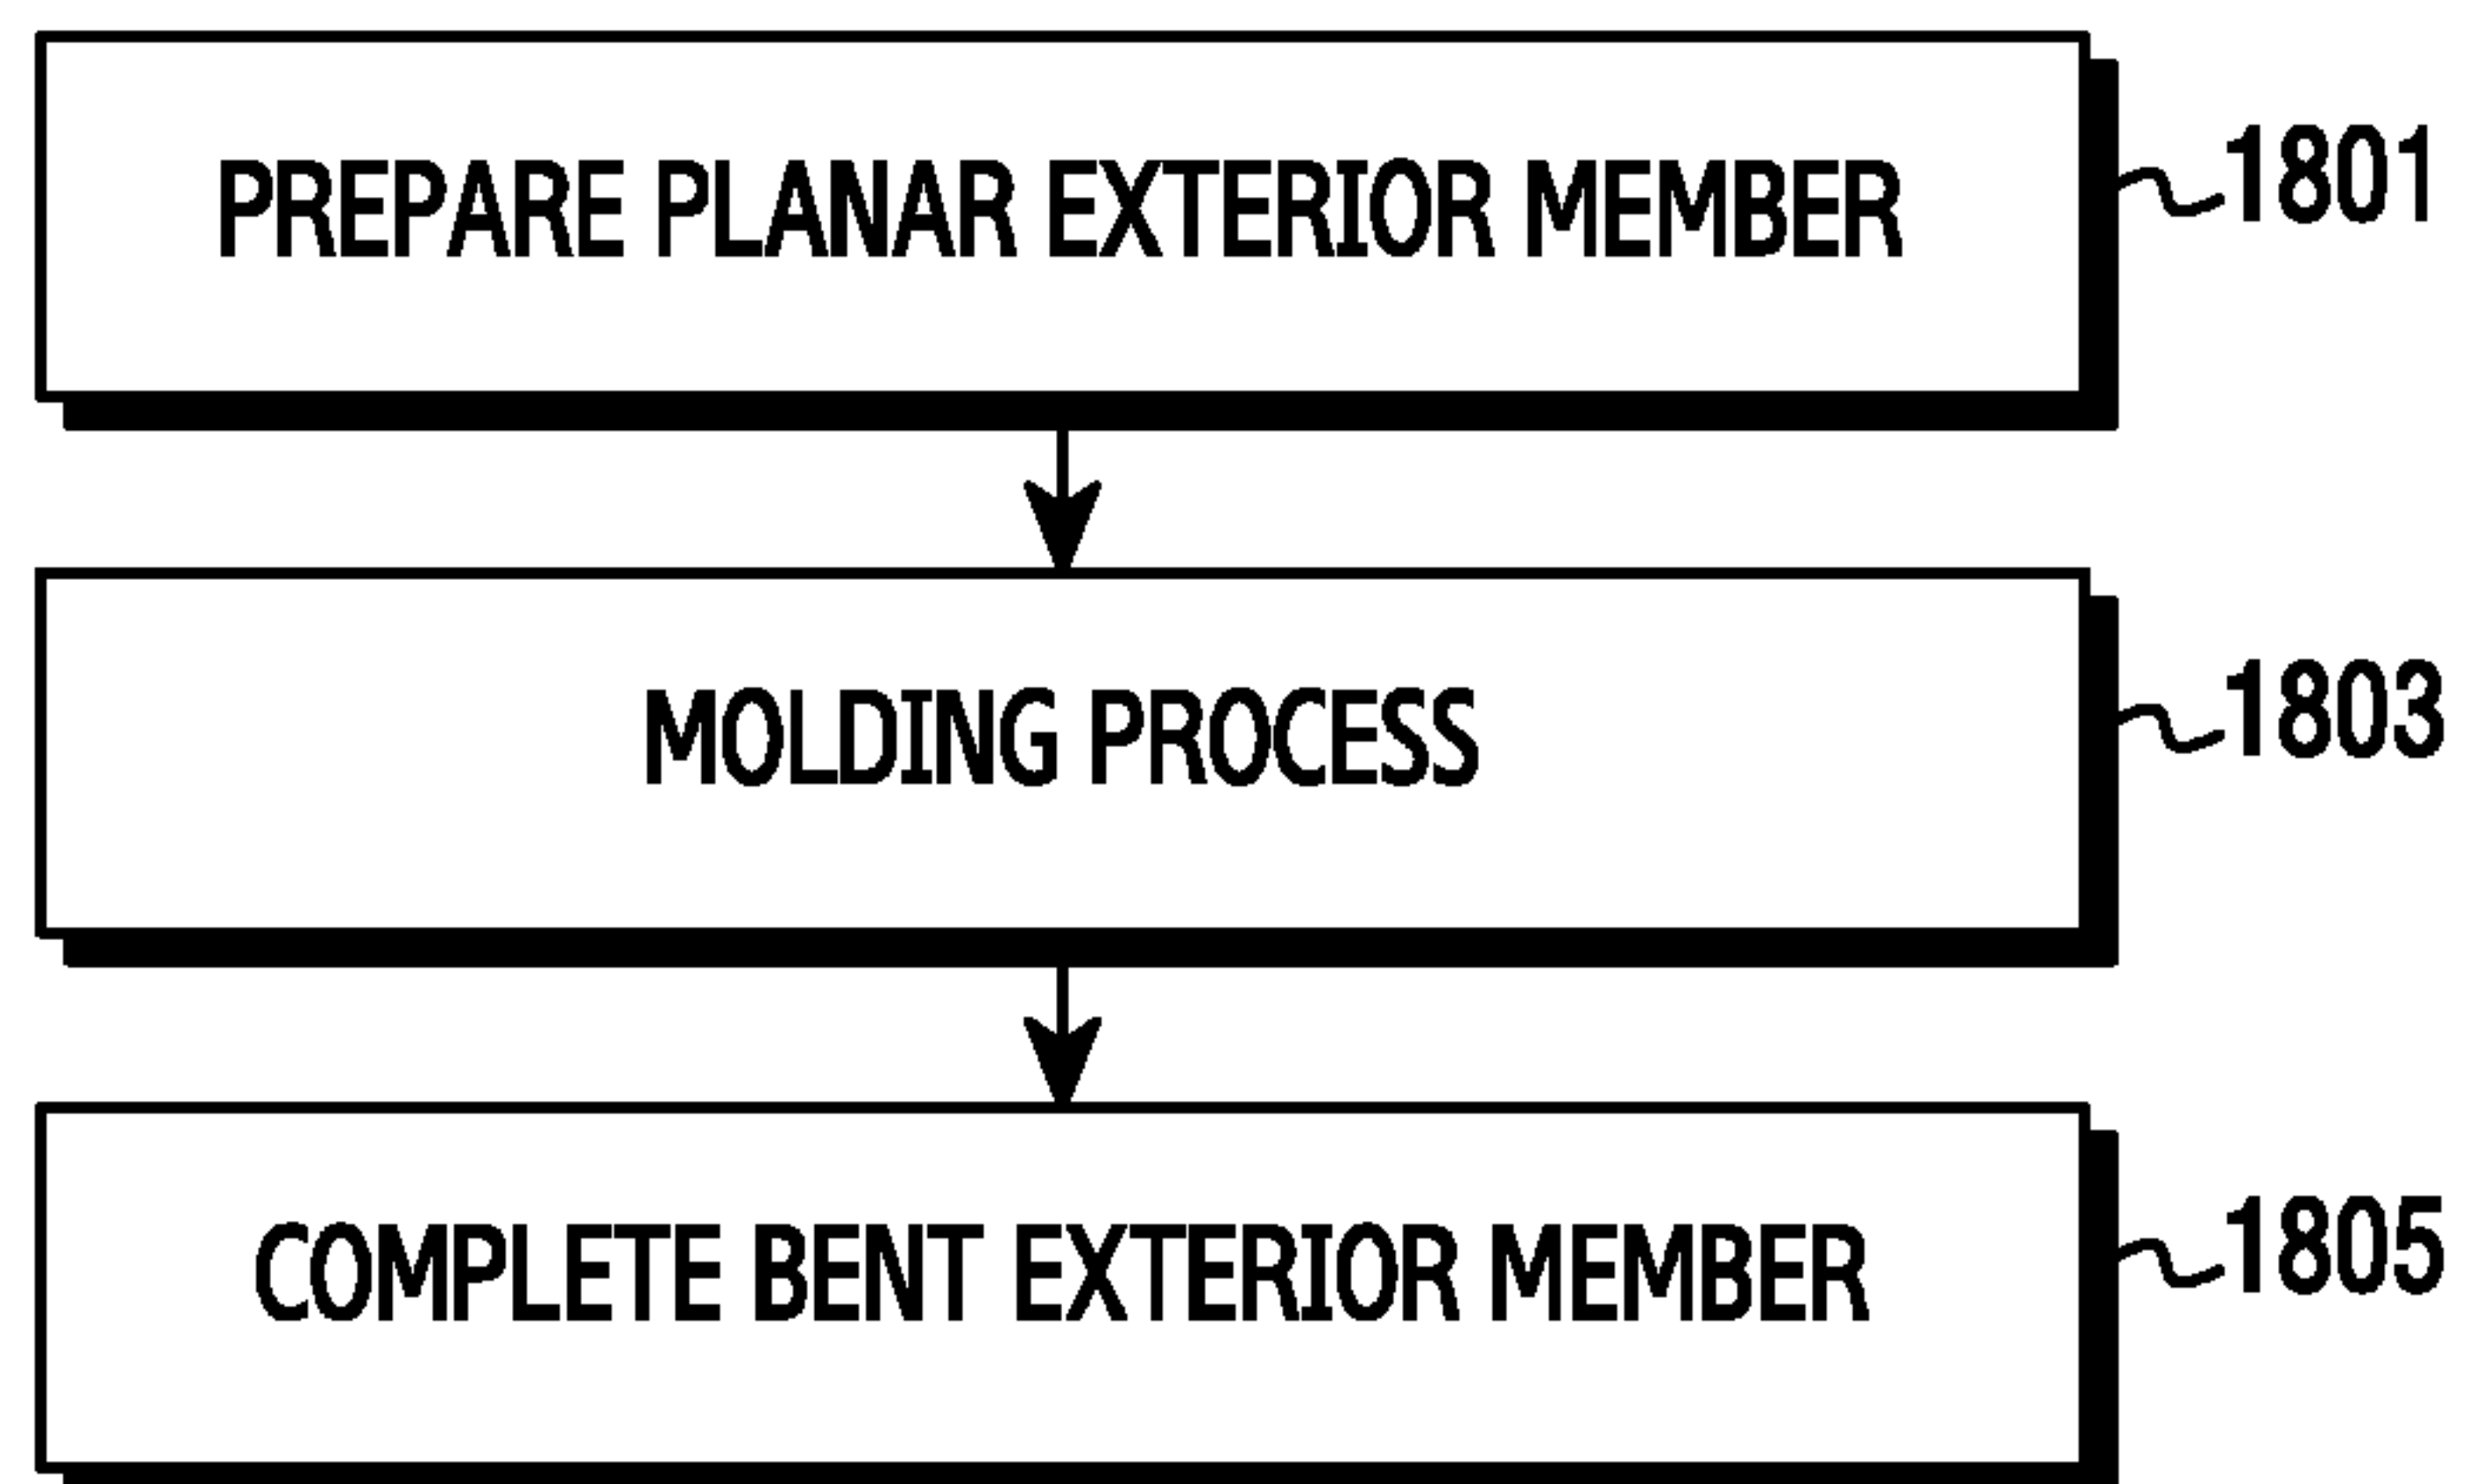 PREPARE PLANAR EXTERIOR MEMBER
1801
MOLDING PROCESS
1803
COMPLETE BENT EXTERIOR MEMBER
1805